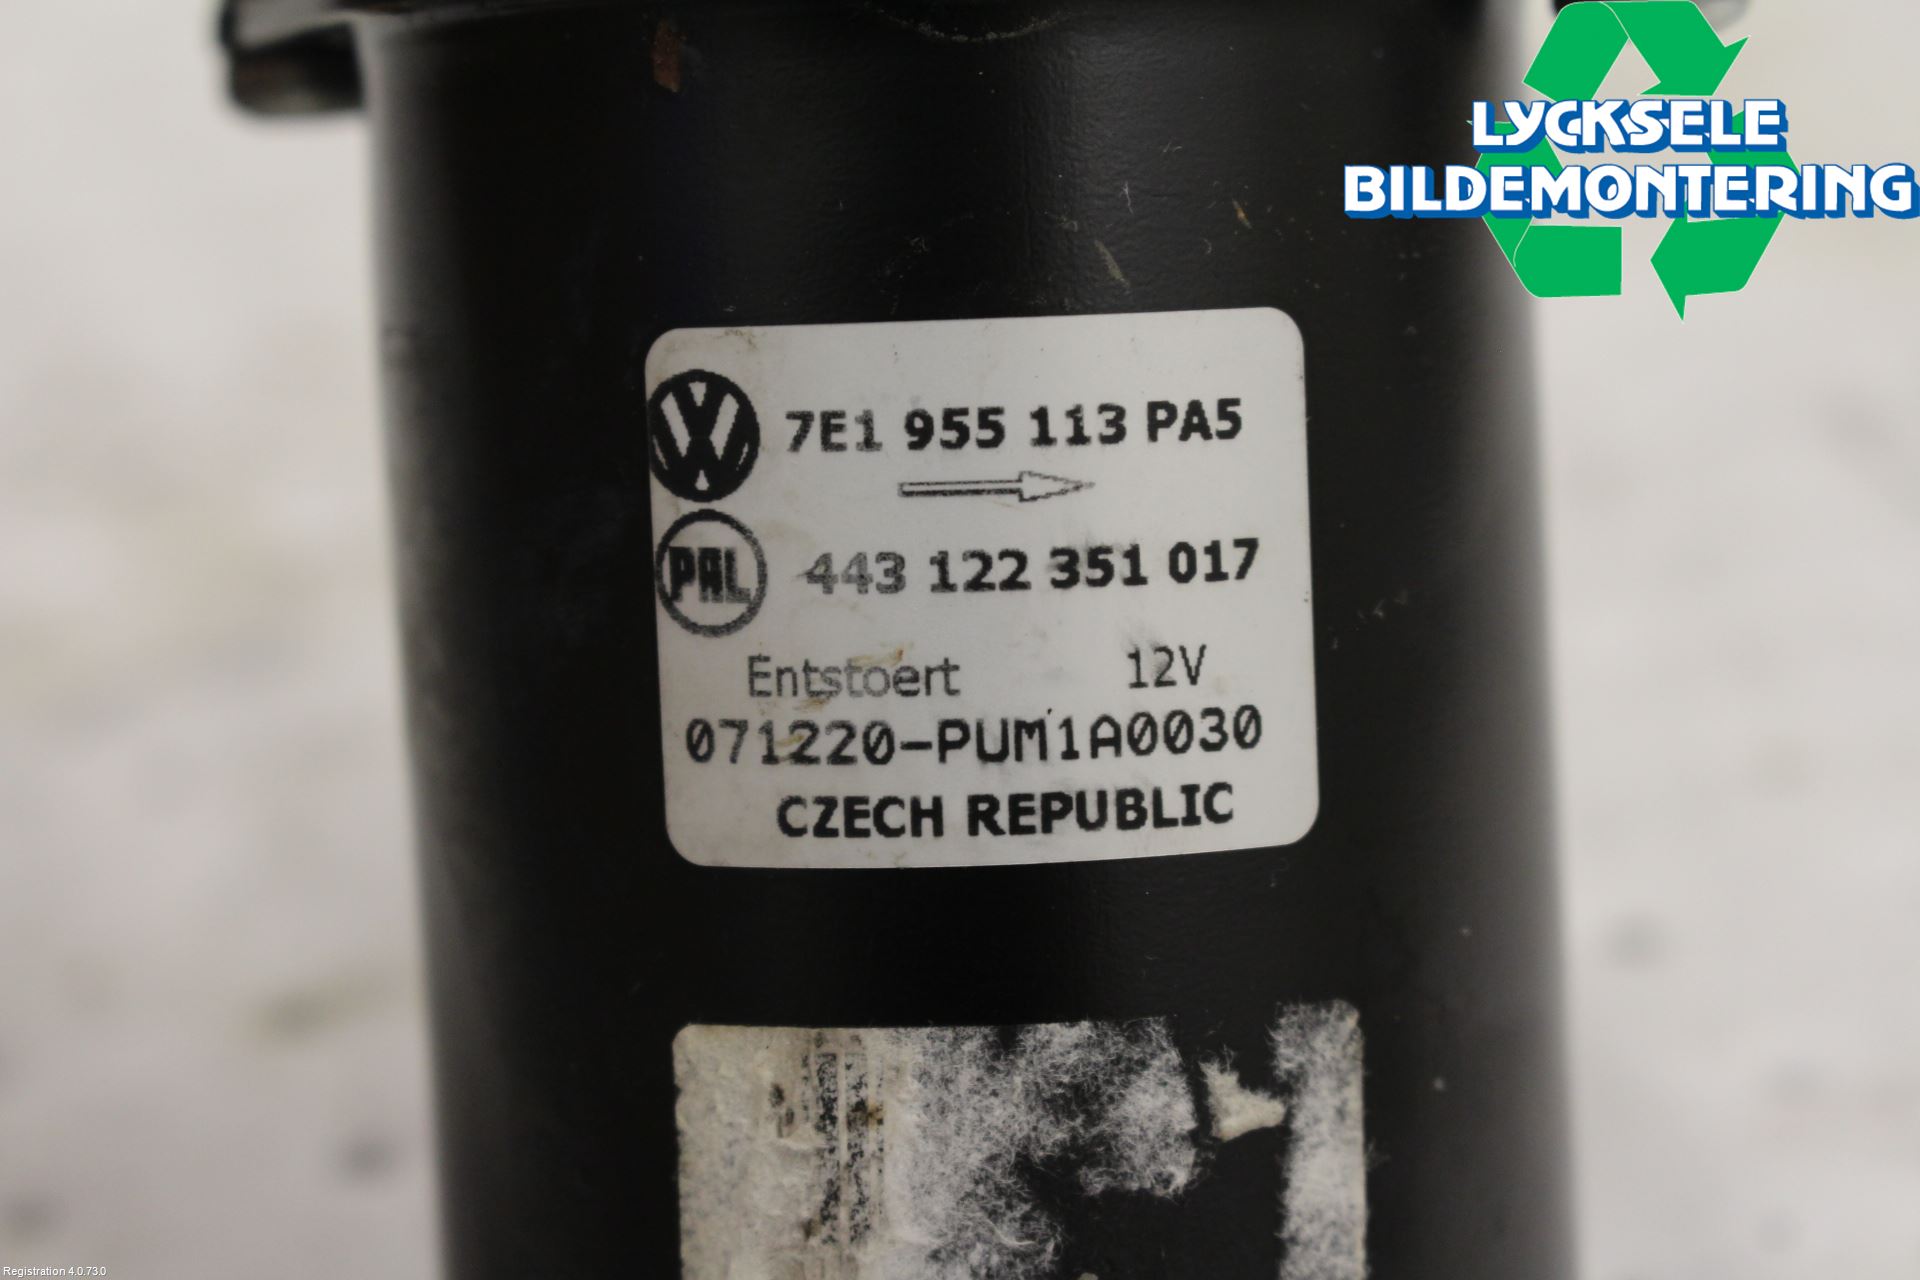 LYCKSELE
BILDEMONTERING
7E1 955 113 PA5
PAL 443 122 351 017
Entstoert 12V
071220-PUM1A0030
CZECH REPUBLIC
Registration 4.0.73.0